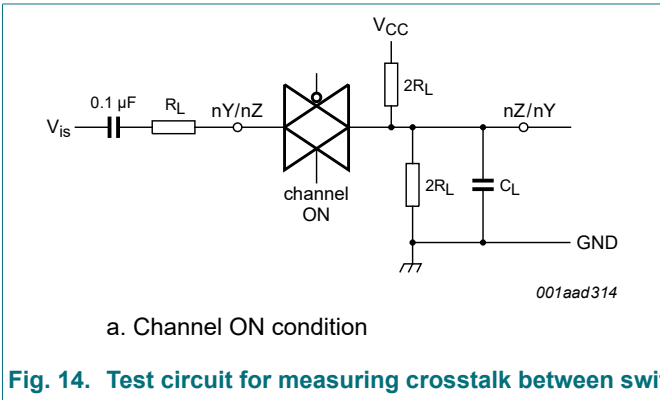 VCC
2RL
0.1 µF
RL
nY/nZ
nZ/nY
Vis
channel
ON
2RL
CL
GND
001aad314
a. Channel ON condition
Fig. 14. Test circuit for measuring crosstalk between